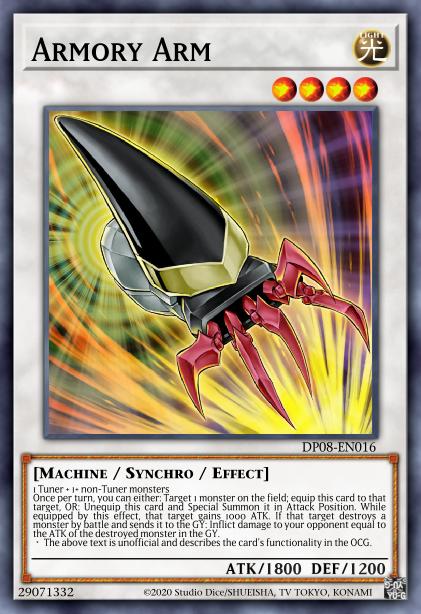 ARMORY ARM
LIGHT
光
DP08-EN016
[MACHINE / SYNCHRO / EFFECT]
1 Tuner + 1+ non-Tuner monsters
Once per turn, you can either: Target 1 monster on the field; equip this card to that
target, OR: Unequip this card and Special Summon it in Attack Position. While
equipped by this effect, that target gains 1000 ATK. If that target destroys a
monster by battle and sends it to the GY: Inflict damage to your opponent equal to
the ATK of the destroyed monster in the GY.
· The above text is unofficial and describes the card's functionality in the OCG.
ATK/1800 DEF/1200
29071332
©2020 Studio Dice/SHUEISHA, TV TOKYO, KONAMI